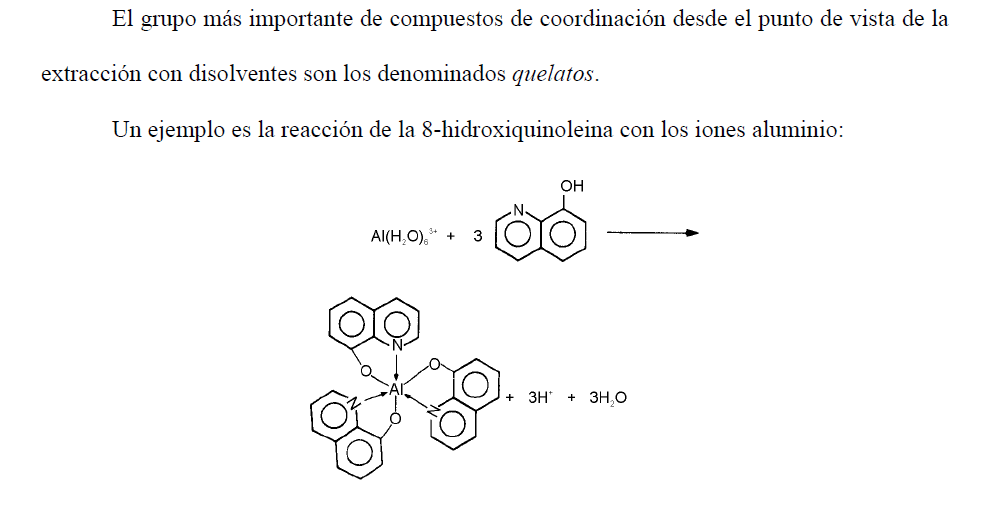 El grupo más importante de compuestos de coordinación desde el punto de vista de la
extracción con disolventes son los denominados quelatos.
Un ejemplo es la reacción de la 8-hidroxiquinoleina con los iones aluminio:
OH
N
Al(H₂O)₆³⁺ + 3
N
O
O
Al
N
N
O
+ 3H⁺ + 3H₂O